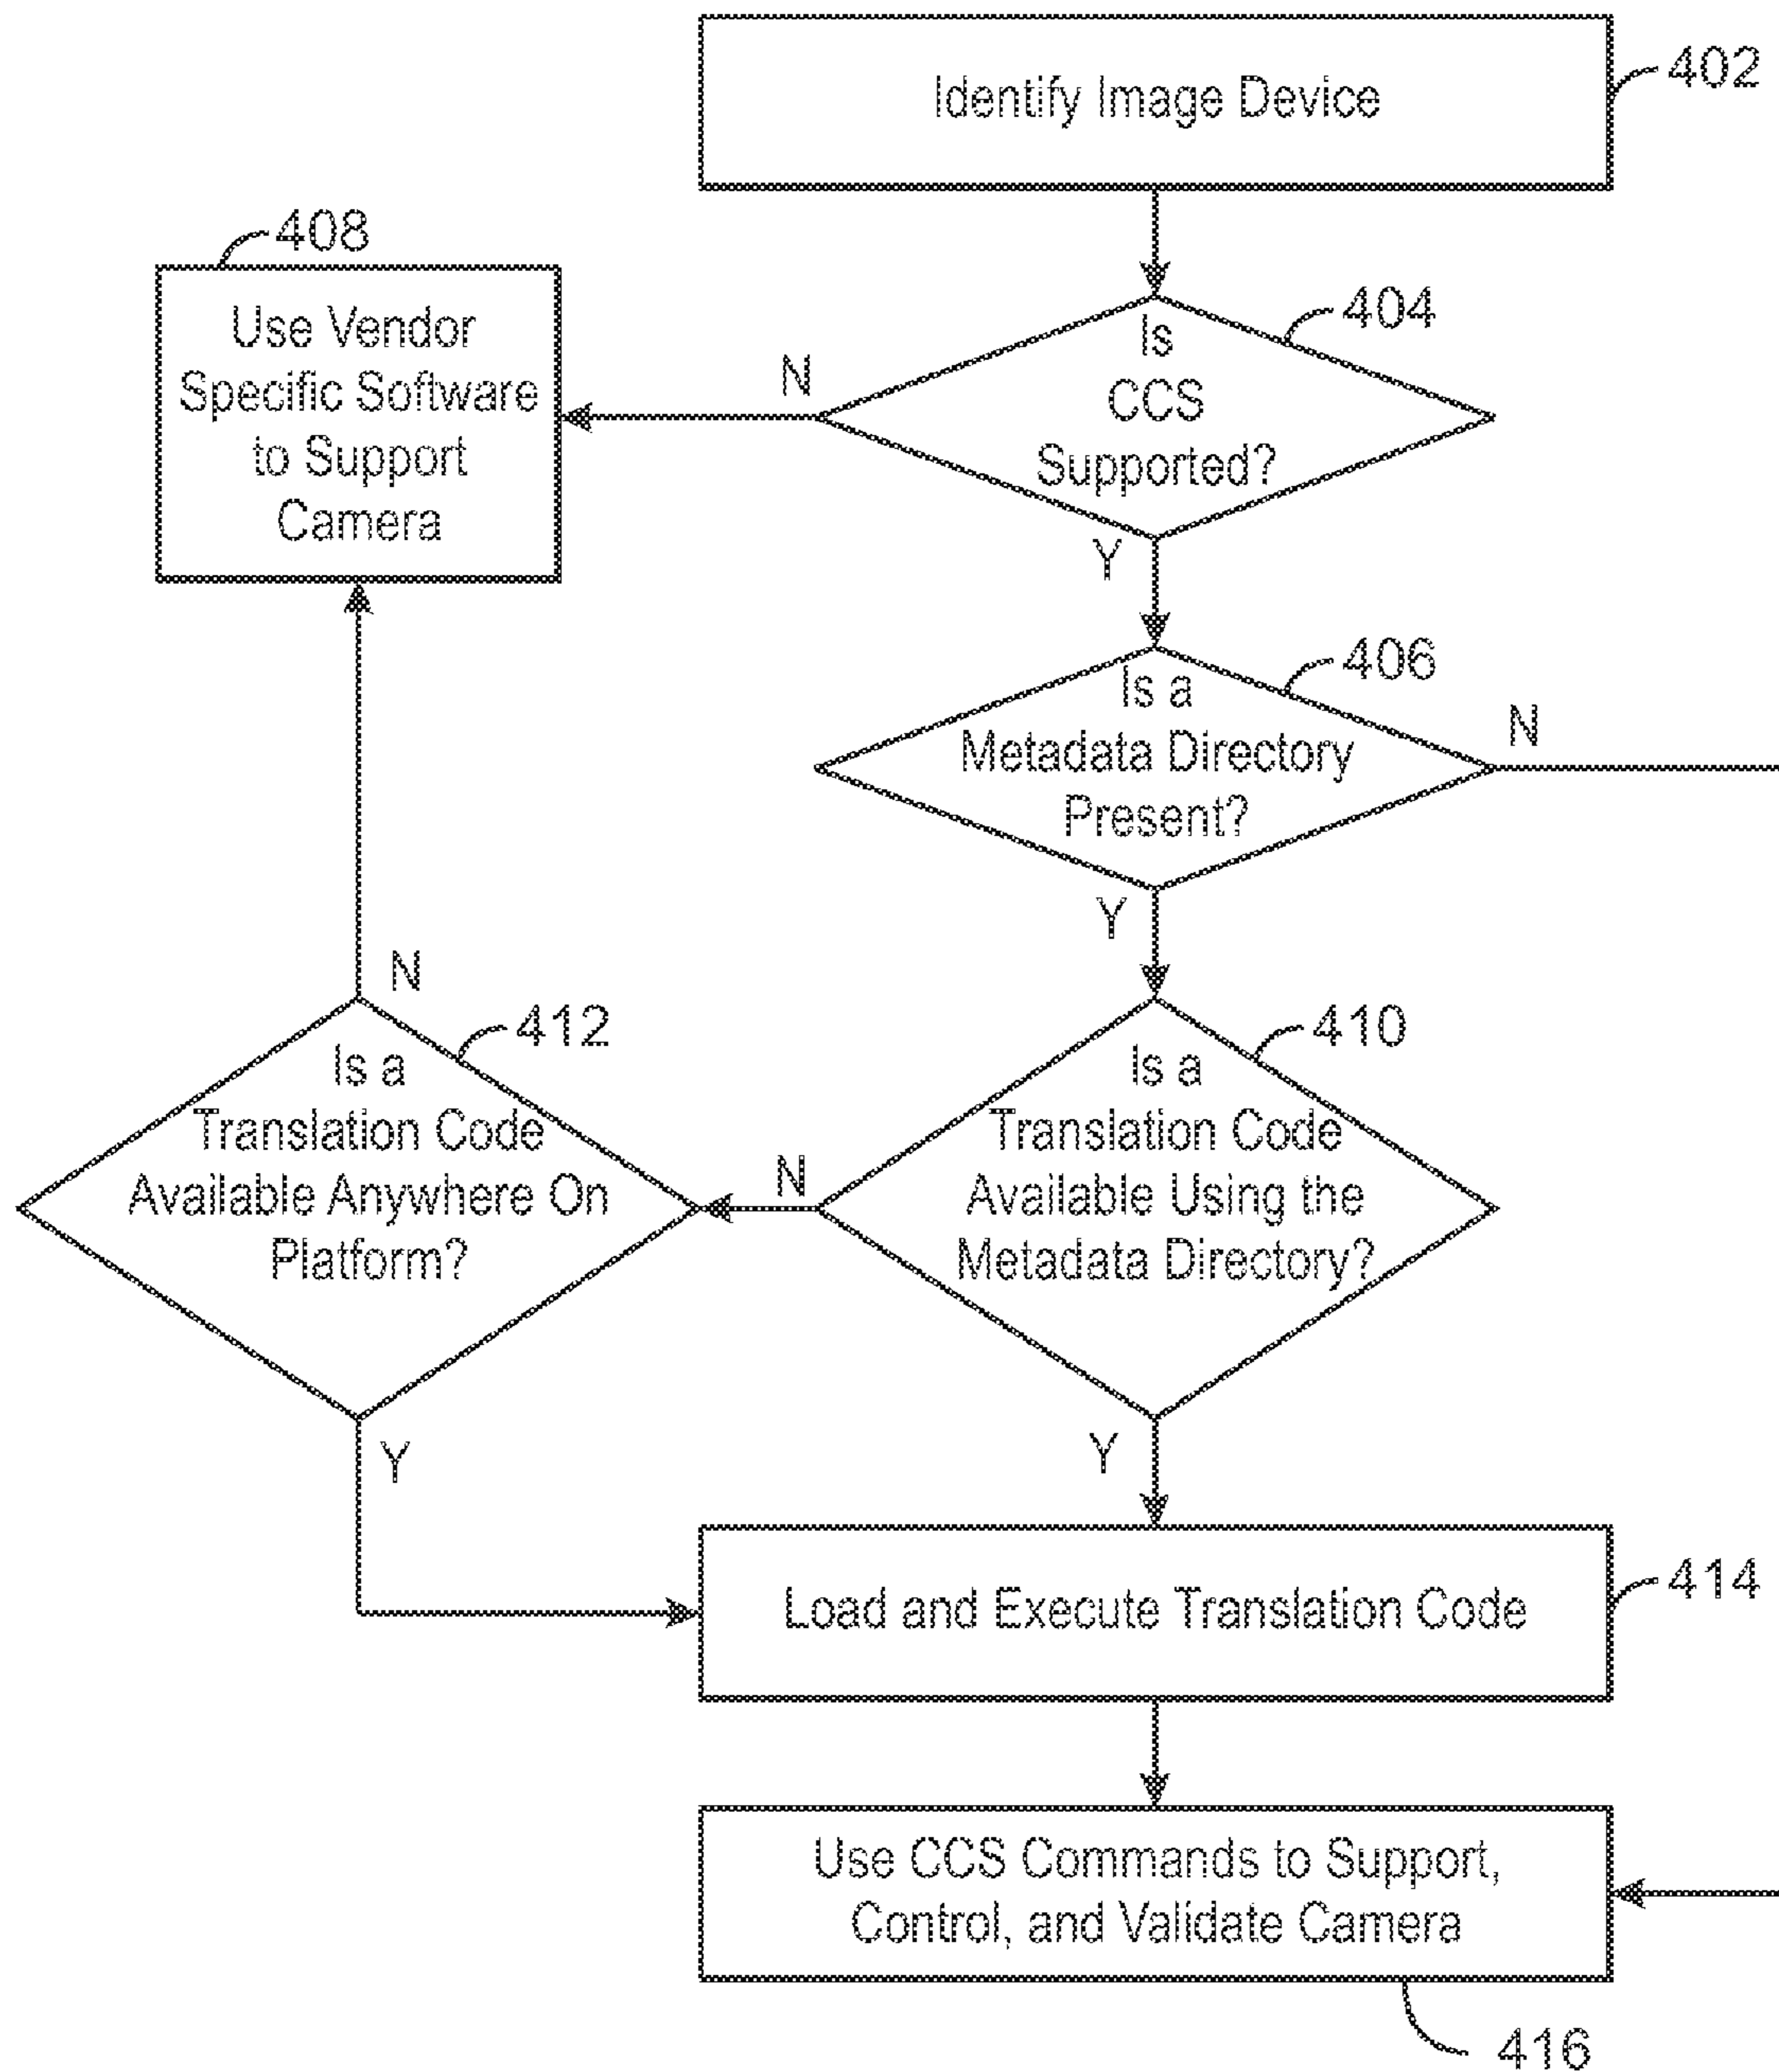 402
Identify Image Device
408
Use Vendor
Specific Software
to Support
Camera
404
Is
CCS
Supported?
N
Y
406
Is a
Metadata Directory
Present?
N
Y
412
Is a
Translation Code
Available Anywhere On
Platform?
N
Y
410
Is a
Translation Code
Available Using the
Metadata Directory?
N
Y
414
Load and Execute Translation Code
Use CCS Commands to Support,
Control, and Validate Camera
416